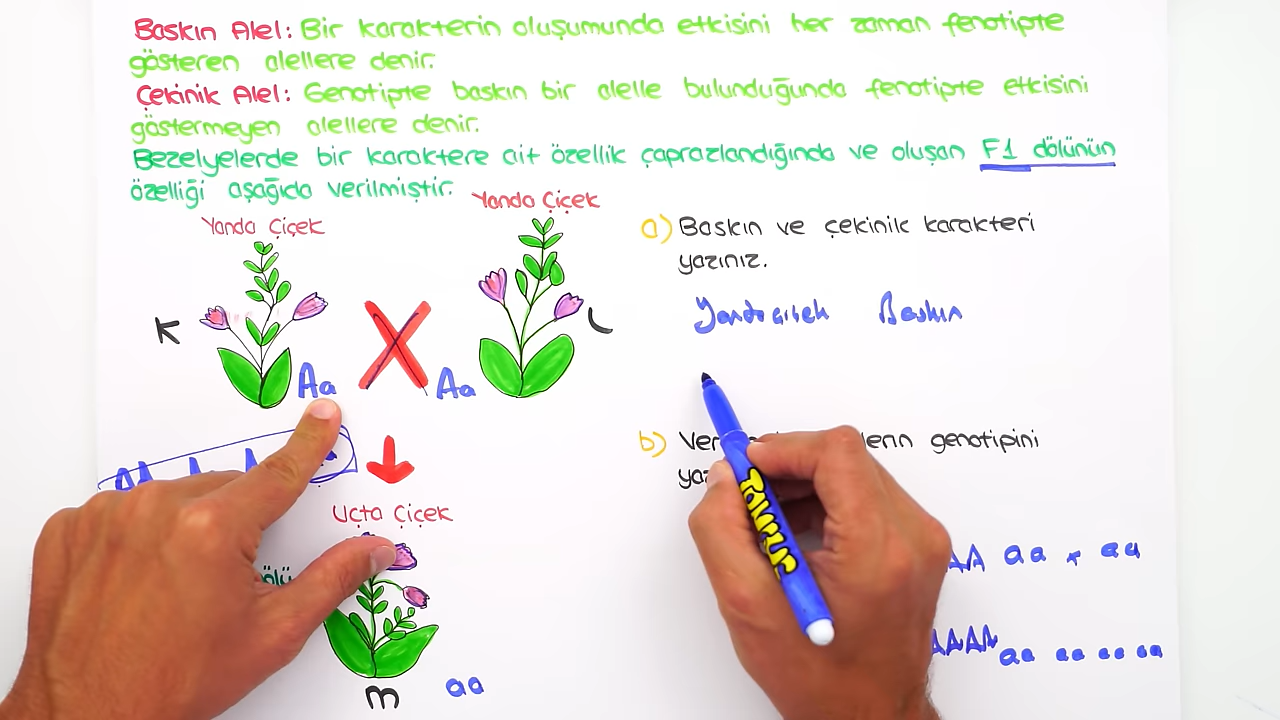 Baskın Alel: Bir karakterin oluşumunda etkisini her zaman fenotipte
gösteren alellere denir.
Çekinik Alel: Genotipte baskın bir alelle bulunduğunda fenotipte etkisini
göstermeyen alellere denir.
Bezelyelerde bir karaktere ait özellik çaprazlandığında ve oluşan F1 dölünün
özelliği aşağıda verilmiştir.
Yanda Çiçek
Yanda Çiçek
K
L
Aa
Aa
Uçta Çiçek
m
aa
a) Baskın ve çekinik karakteri
yazınız.
Yanda çiçek Baskın
b) genotipini
AA aa x aa
AAAA aa aa aa aa